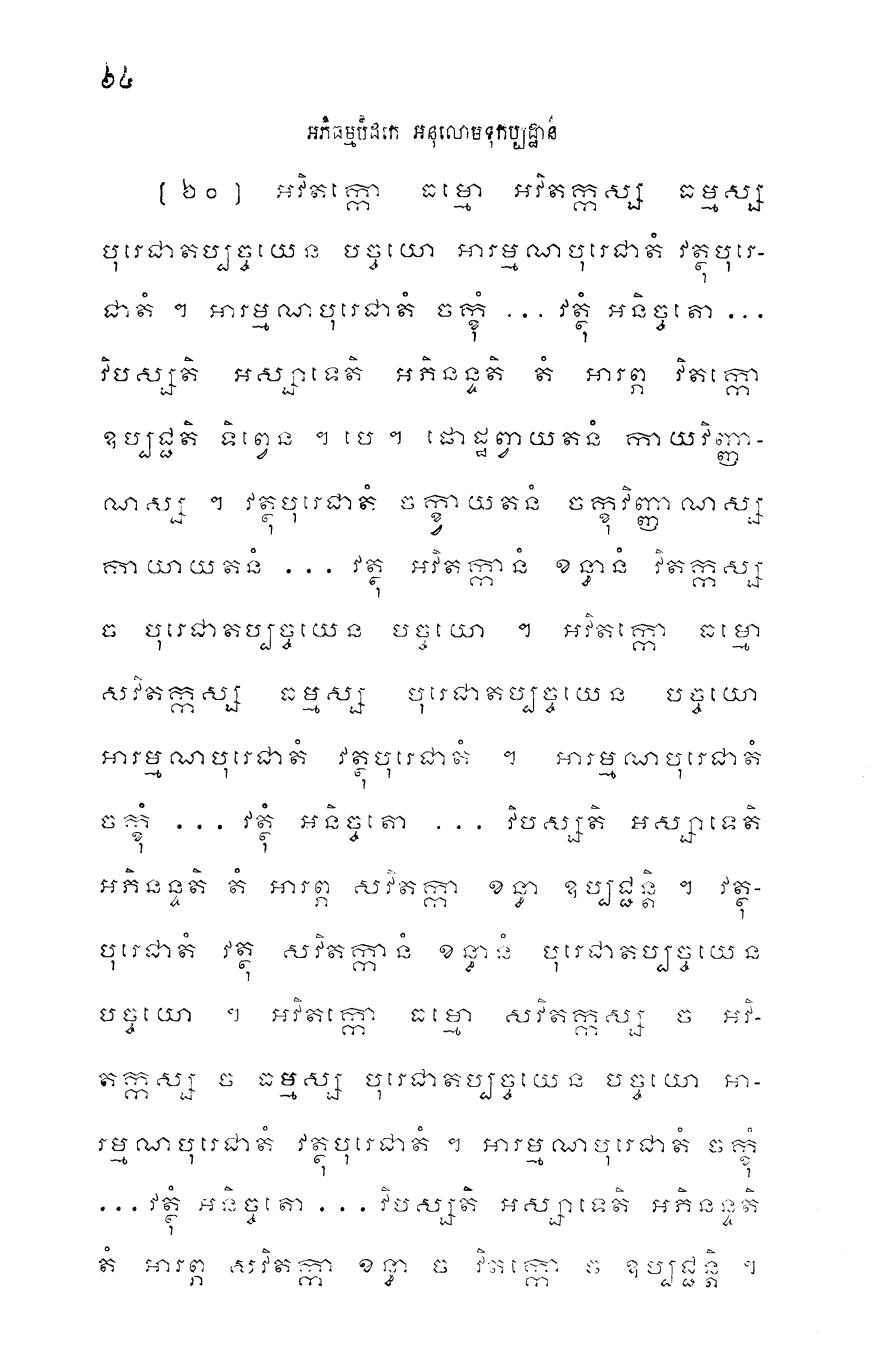 ៦៤
អភិធម្មបិដកេ អនុលោមទុកប្បដ្ឋានំ
[៦០] អវិតក្កោ ធម្មោ អវិតក្កស្ស ធម្មស្ស
បុរេជាតប្បច្ចយេន បច្ចយោ អារម្មណបុរេជាតំ វត្ថុបុរេ-
ជាតំ ។ អារម្មណបុរេជាតំ ចក្ខុំ ... វត្ថុំ អនិច្ចតោ ...
វិបស្សតិ អស្សាទេតិ អភិនន្ទតិ តំ អារព្ភ វិតក្កោ
ឧប្បជ្ជតិ ទិព្វេន ។ បេ ។ ផោដ្ឋព្វាយតនំ កាយវិញ្ញា-
ណស្ស ។ វត្ថុបុរេជាតំ ចក្ខ្វាយតនំ ចក្ខុវិញ្ញាណស្ស
កាយាយតនំ ... វត្ថុ អវិតក្កានំ ខន្ធានំ វិតក្កស្ស
ច បុរេជាតប្បច្ចយេន បច្ចយោ ។ អវិតក្កោ ធម្មោ
សវិតក្កស្ស ធម្មស្ស បុរេជាតប្បច្ចយេន បច្ចយោ
អារម្មណបុរេជាតំ វត្ថុបុរេជាតំ ។ អារម្មណបុរេជាតំ
ចក្ខុំ ... វត្ថុំ អនិច្ចតោ ... វិបស្សតិ អស្សាទេតិ
អភិនន្ទតិ តំ អារព្ភ សវិតក្កា ខន្ធា ឧប្បជ្ជន្តិ ។ វត្ថុ-
បុរេជាតំ វត្ថុ សវិតក្កានំ ខន្ធានំ បុរេជាតប្បច្ចយេន
បច្ចយោ ។ អវិតក្កោ ធម្មោ សវិតក្កស្ស ច អវិ-
តក្កស្ស ច ធម្មស្ស បុរេជាតប្បច្ចយេន បច្ចយោ អា-
រម្មណបុរេជាតំ វត្ថុបុរេជាតំ ។ អារម្មណបុរេជាតំ ចក្ខុំ
... វត្ថុំ អនិច្ចតោ ... វិបស្សតិ អស្សាទេតិ អភិនន្ទតិ
តំ អារព្ភ សវិតក្កា ខន្ធា ច វិតក្កោ ច ឧប្បជ្ជន្តិ ។